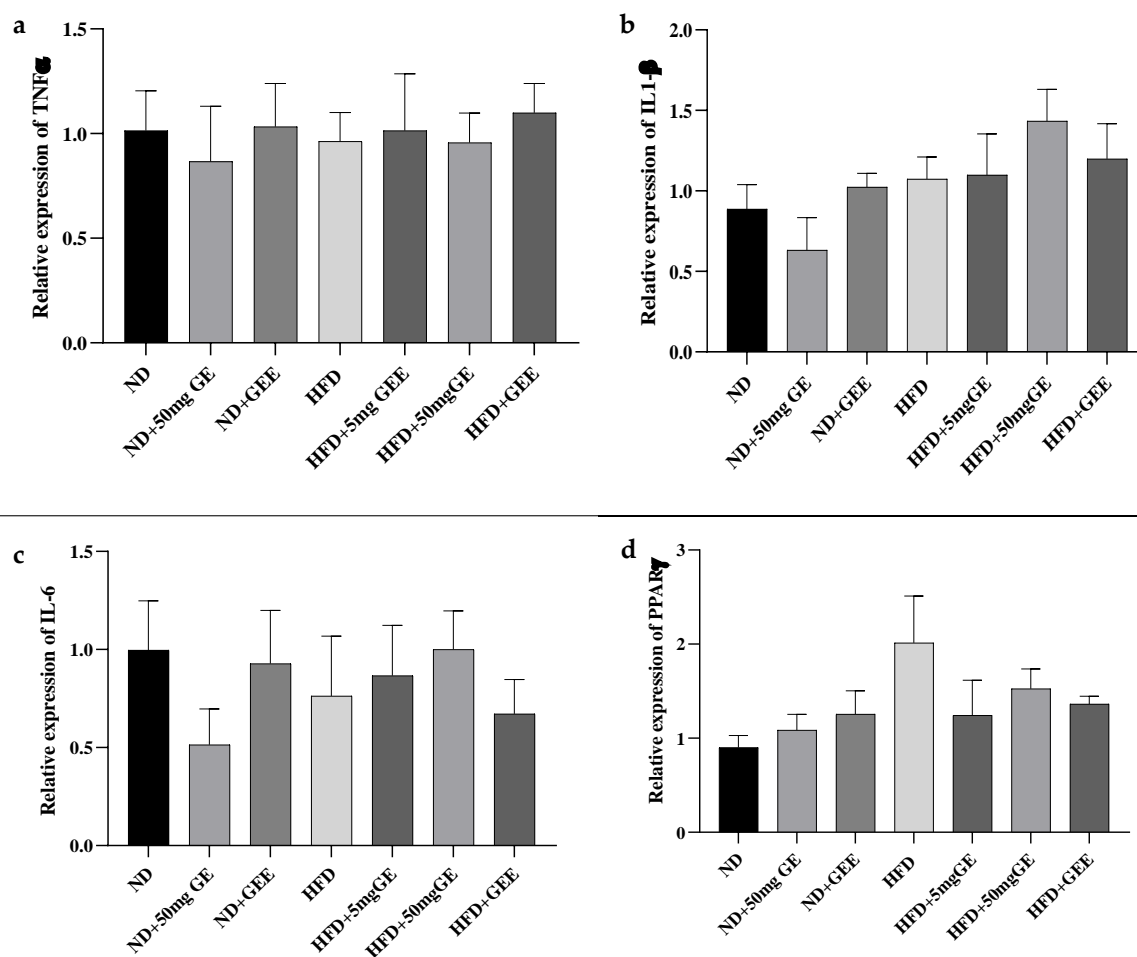 a
Relative expression of TNFα
1.5
1.0
0.5
0.0
ND
ND+50mg GE
ND+GEE
HFD
HFD+5mg GEE
HFD+50mgGE
HFD+GEE
b
Relative expression of IL1-β
2.0
1.5
1.0
0.5
0.0
ND
ND+50mg GE
ND+GEE
HFD
HFD+5mgGE
HFD+50mgGE
HFD+GEE
c
Relative expression of IL-6
1.5
1.0
0.5
0.0
ND
ND+50mg GE
ND+GEE
HFD
HFD+5mgGE
HFD+50mgGE
HFD+GEE
d
Relative expression of PPARγ
3
2
1
0
ND
ND+50mg GE
ND+GEE
HFD
HFD+5mgGE
HFD+50mgGE
HFD+GEE